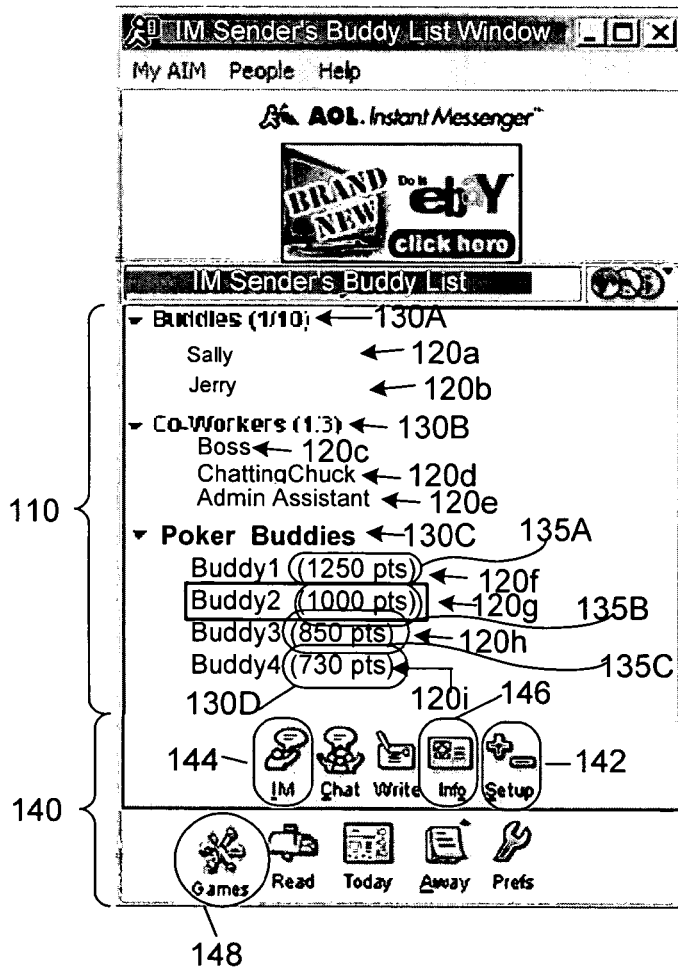 IM Sender's Buddy List Window
My AIM People Help
AOL Instant Messenger™
BRAND NEW
Do it ebaY
click here
IM Sender's Buddy List
Buddies (1/10) 130A
Sally 120a
Jerry 120b
Co-Workers (1.3) 130B
Boss 120c
ChattingChuck 120d
Admin Assistant 120e
110
Poker Buddies 130C 135A
Buddy1 (1250 pts) 120f
Buddy2 (1000 pts) 120g 135B
Buddy3 (850 pts) 120h 135C
Buddy4 (730 pts)
130D 120i 146
144 IM Chat Write Info Setup 142
140
Games Read Today Away Prefs
148